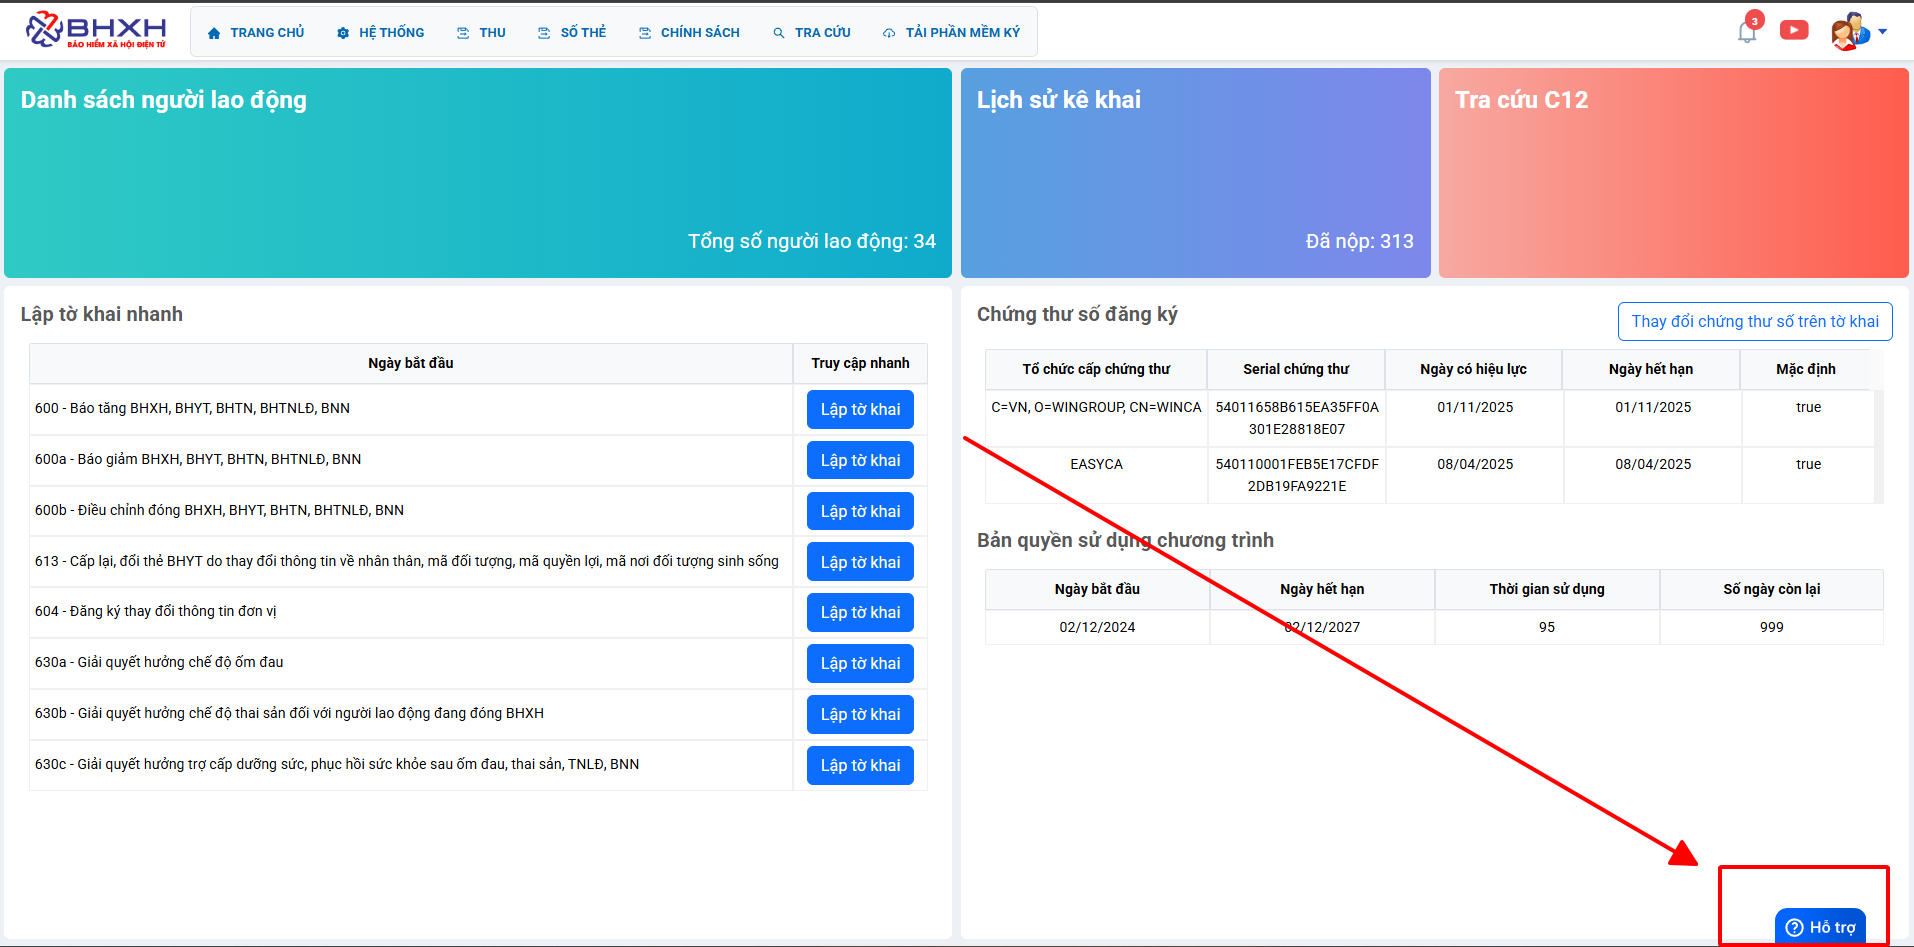 BHXH
BẢO HIỂM XÃ HỘI ĐIỆN TỬ
TRANG CHỦ
HỆ THỐNG
THU
SỔ THẺ
CHÍNH SÁCH
TRA CỨU
TẢI PHẦN MỀM KÝ
3
Danh sách người lao động
Tổng số người lao động: 34
Lịch sử kê khai
Đã nộp: 313
Tra cứu C12
Lập tờ khai nhanh
Ngày bắt đầu
Truy cập nhanh
600 - Báo tăng BHXH, BHYT, BHTN, BHTNLĐ, BNN
Lập tờ khai
600a - Báo giảm BHXH, BHYT, BHTN, BHTNLĐ, BNN
Lập tờ khai
600b - Điều chỉnh đóng BHXH, BHYT, BHTN, BHTNLĐ, BNN
Lập tờ khai
613 - Cấp lại, đổi thẻ BHYT do thay đổi thông tin về nhân thân, mã đối tượng, mã quyền lợi, mã nơi đối tượng sinh sống
Lập tờ khai
604 - Đăng ký thay đổi thông tin đơn vị
Lập tờ khai
630a - Giải quyết hưởng chế độ ốm đau
Lập tờ khai
630b - Giải quyết hưởng chế độ thai sản đối với người lao động đang đóng BHXH
Lập tờ khai
630c - Giải quyết hưởng trợ cấp dưỡng sức, phục hồi sức khỏe sau ốm đau, thai sản, TNLĐ, BNN
Lập tờ khai
Chứng thư số đăng ký
Thay đổi chứng thư số trên tờ khai
Tổ chức cấp chứng thư
Serial chứng thư
Ngày có hiệu lực
Ngày hết hạn
Mặc định
C=VN, O=WINGROUP, CN=WINCA
54011658B615EA35FF0A
301E28818E07
01/11/2025
01/11/2025
true
EASYCA
540110001FEB5E17CFDF
2DB19FA9221E
08/04/2025
08/04/2025
true
Bản quyền sử dụng chương trình
Ngày bắt đầu
Ngày hết hạn
Thời gian sử dụng
Số ngày còn lại
02/12/2024
02/12/2027
95
999
Hỗ trợ